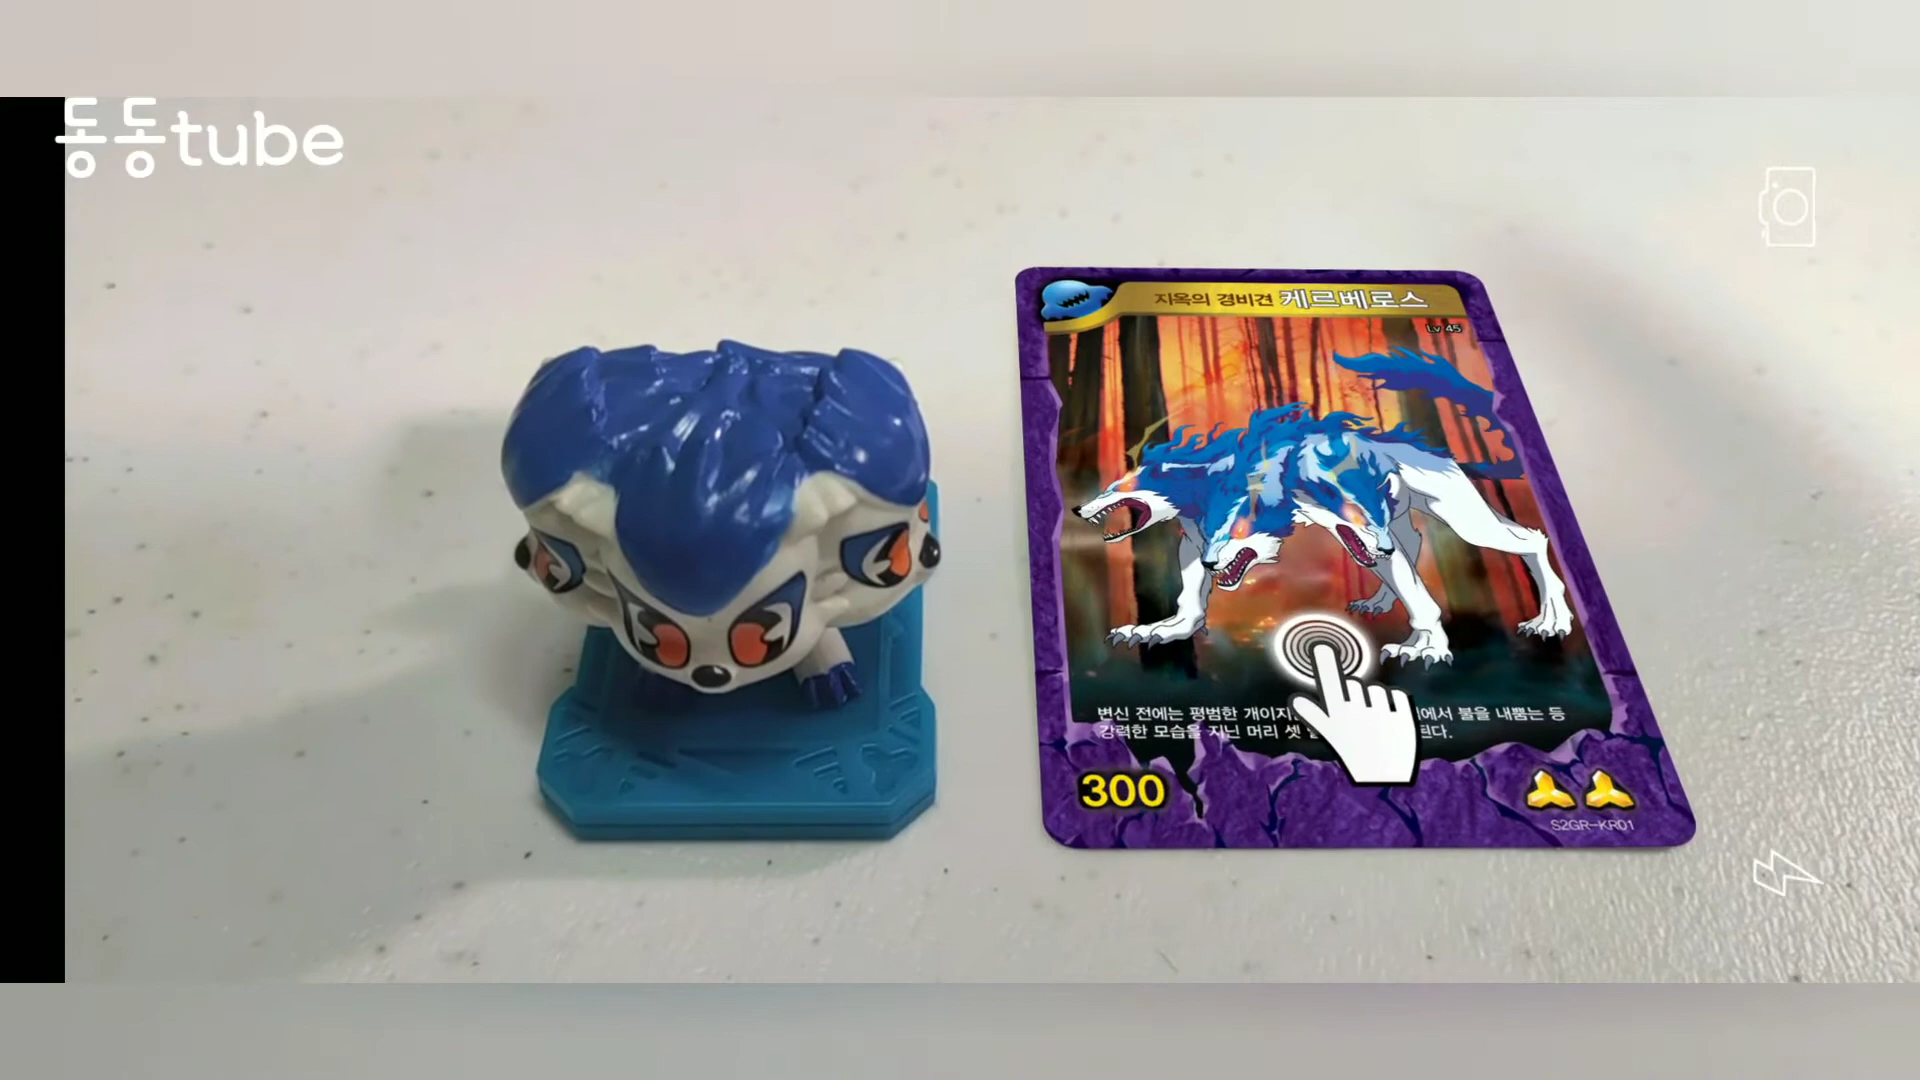 동동tube
지옥의 경비견 케르베로스
Lv 45
변신 전에는 평범한 개이지 에서 불을 내뿜는 등
강력한 모습을 지닌 머리 셋 된다.
300
S2GR-KR01